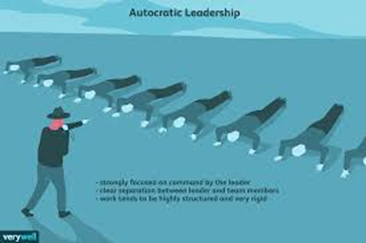 Autocratic Leadership
- strongly focused on command by the leader
- clear separation between leader and team members
- work tends to be highly structured and very rigid
verywell